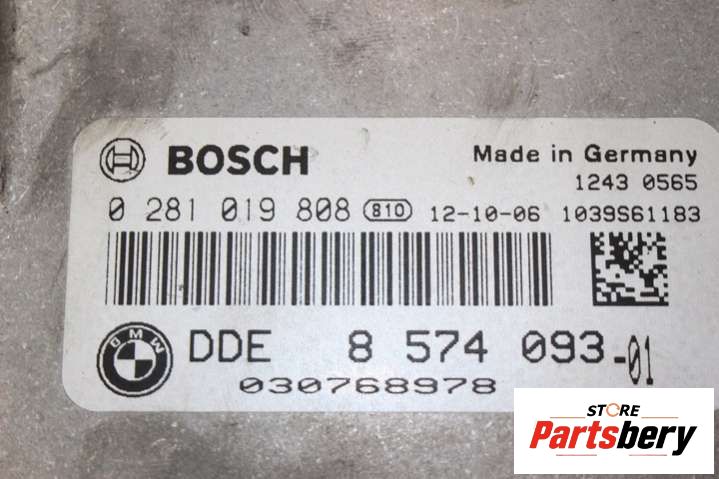 BOSCH
Made in Germany
1243 0565
0 281 019 808 810 12-10-06 1039S61183
BMW DDE 8 574 093-01
030768978
STORE
Partsbery